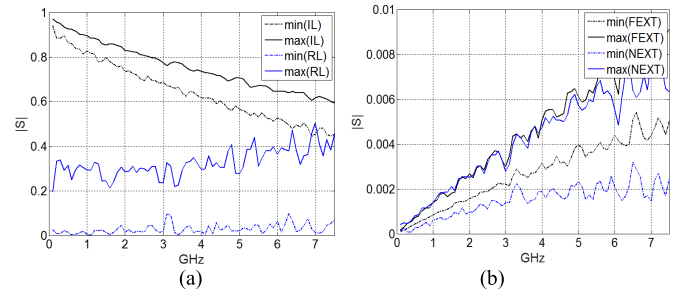 1
0.8
0.6
0.4
0.2
0
|S|
0 1 2 3 4 5 6 7
GHz
min(IL)
max(IL)
min(RL)
max(RL)
(a)
0.01
0.008
0.006
0.004
0.002
0
|S|
0 1 2 3 4 5 6 7
GHz
min(FEXT)
max(FEXT)
min(NEXT)
max(NEXT)
(b)